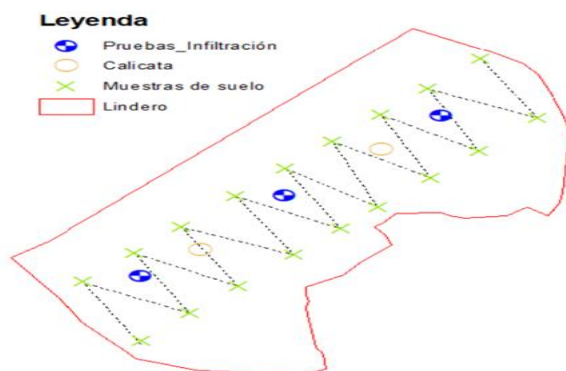 Leyenda
Pruebas_Infiltración
Calicata
Muestras de suelo
Lindero